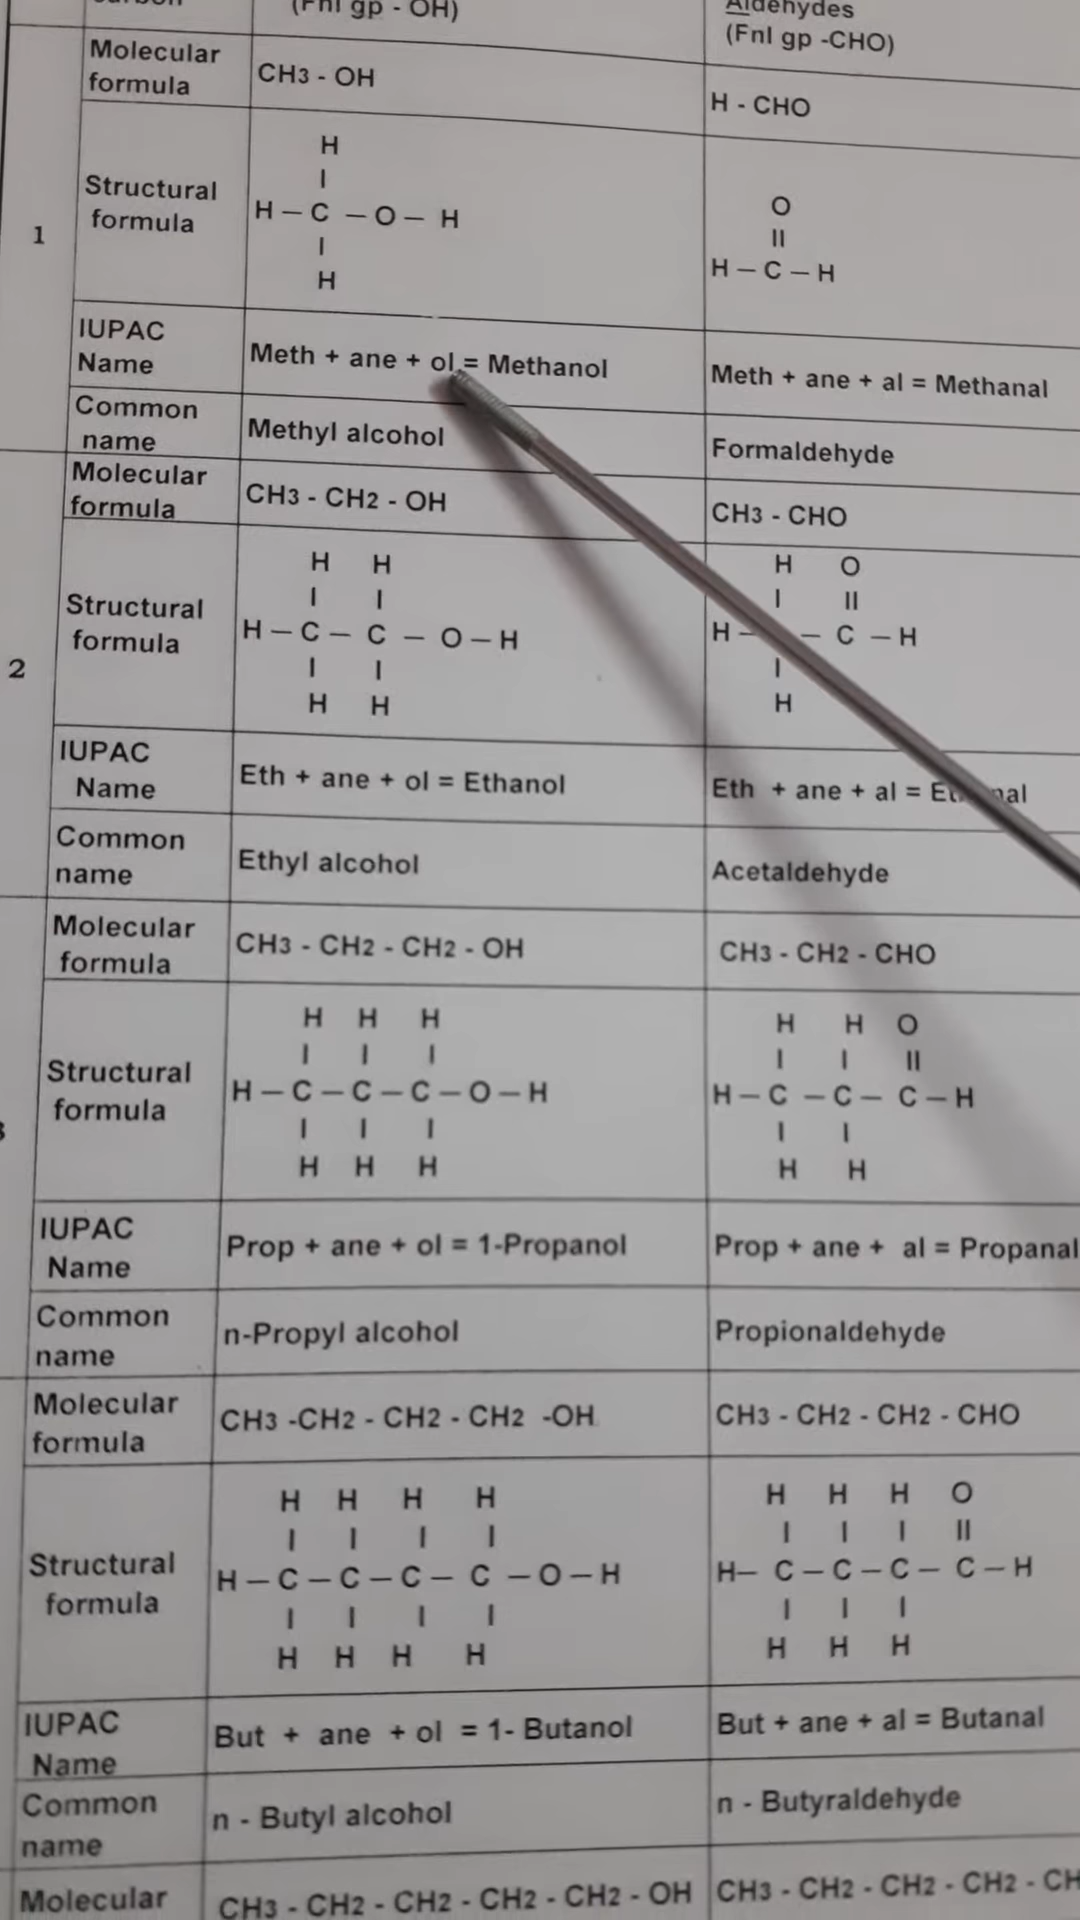 (Fnl gp - OH)
Aldehydes
(Fnl gp -CHO)
1
Molecular
formula
CH3 - OH
H - CHO
Structural
formula
H
|
H – C – O – H
|
H
O
||
H – C – H
IUPAC
Name
Meth + ane + ol = Methanol
Meth + ane + al = Methanal
Common
name
Methyl alcohol
Formaldehyde
2
Molecular
formula
CH3 - CH2 - OH
CH3 - CHO
Structural
formula
H H
| |
H – C – C – O – H
| |
H H
H O
| ||
H – – C – H
|
H
IUPAC
Name
Eth + ane + ol = Ethanol
Eth + ane + al =
Common
name
Ethyl alcohol
Acetaldehyde
Molecular
formula
CH3 - CH2 - CH2 - OH
CH3 - CH2 - CHO
Structural
formula
H H H
| | |
H – C – C – C – O – H
| | |
H H H
H H O
| | ||
H – C – C – C – H
| |
H H
IUPAC
Name
Prop + ane + ol = 1-Propanol
Prop + ane + al = Propanal
Common
name
n-Propyl alcohol
Propionaldehyde
Molecular
formula
CH3 -CH2 - CH2 - CH2 -OH
CH3 - CH2 - CH2 - CHO
Structural
formula
H H H H
| | | |
H – C – C – C – C – O – H
| | | |
H H H H
H H H O
| | | ||
H– C – C – C – C – H
| | |
H H H
IUPAC
Name
But + ane + ol = 1- Butanol
But + ane + al = Butanal
Common
name
n - Butyl alcohol
n - Butyraldehyde
Molecular
CH3 - CH2 - CH2 - CH2 - CH2 - OH
CH3 - CH2 - CH2 - CH2 - CH